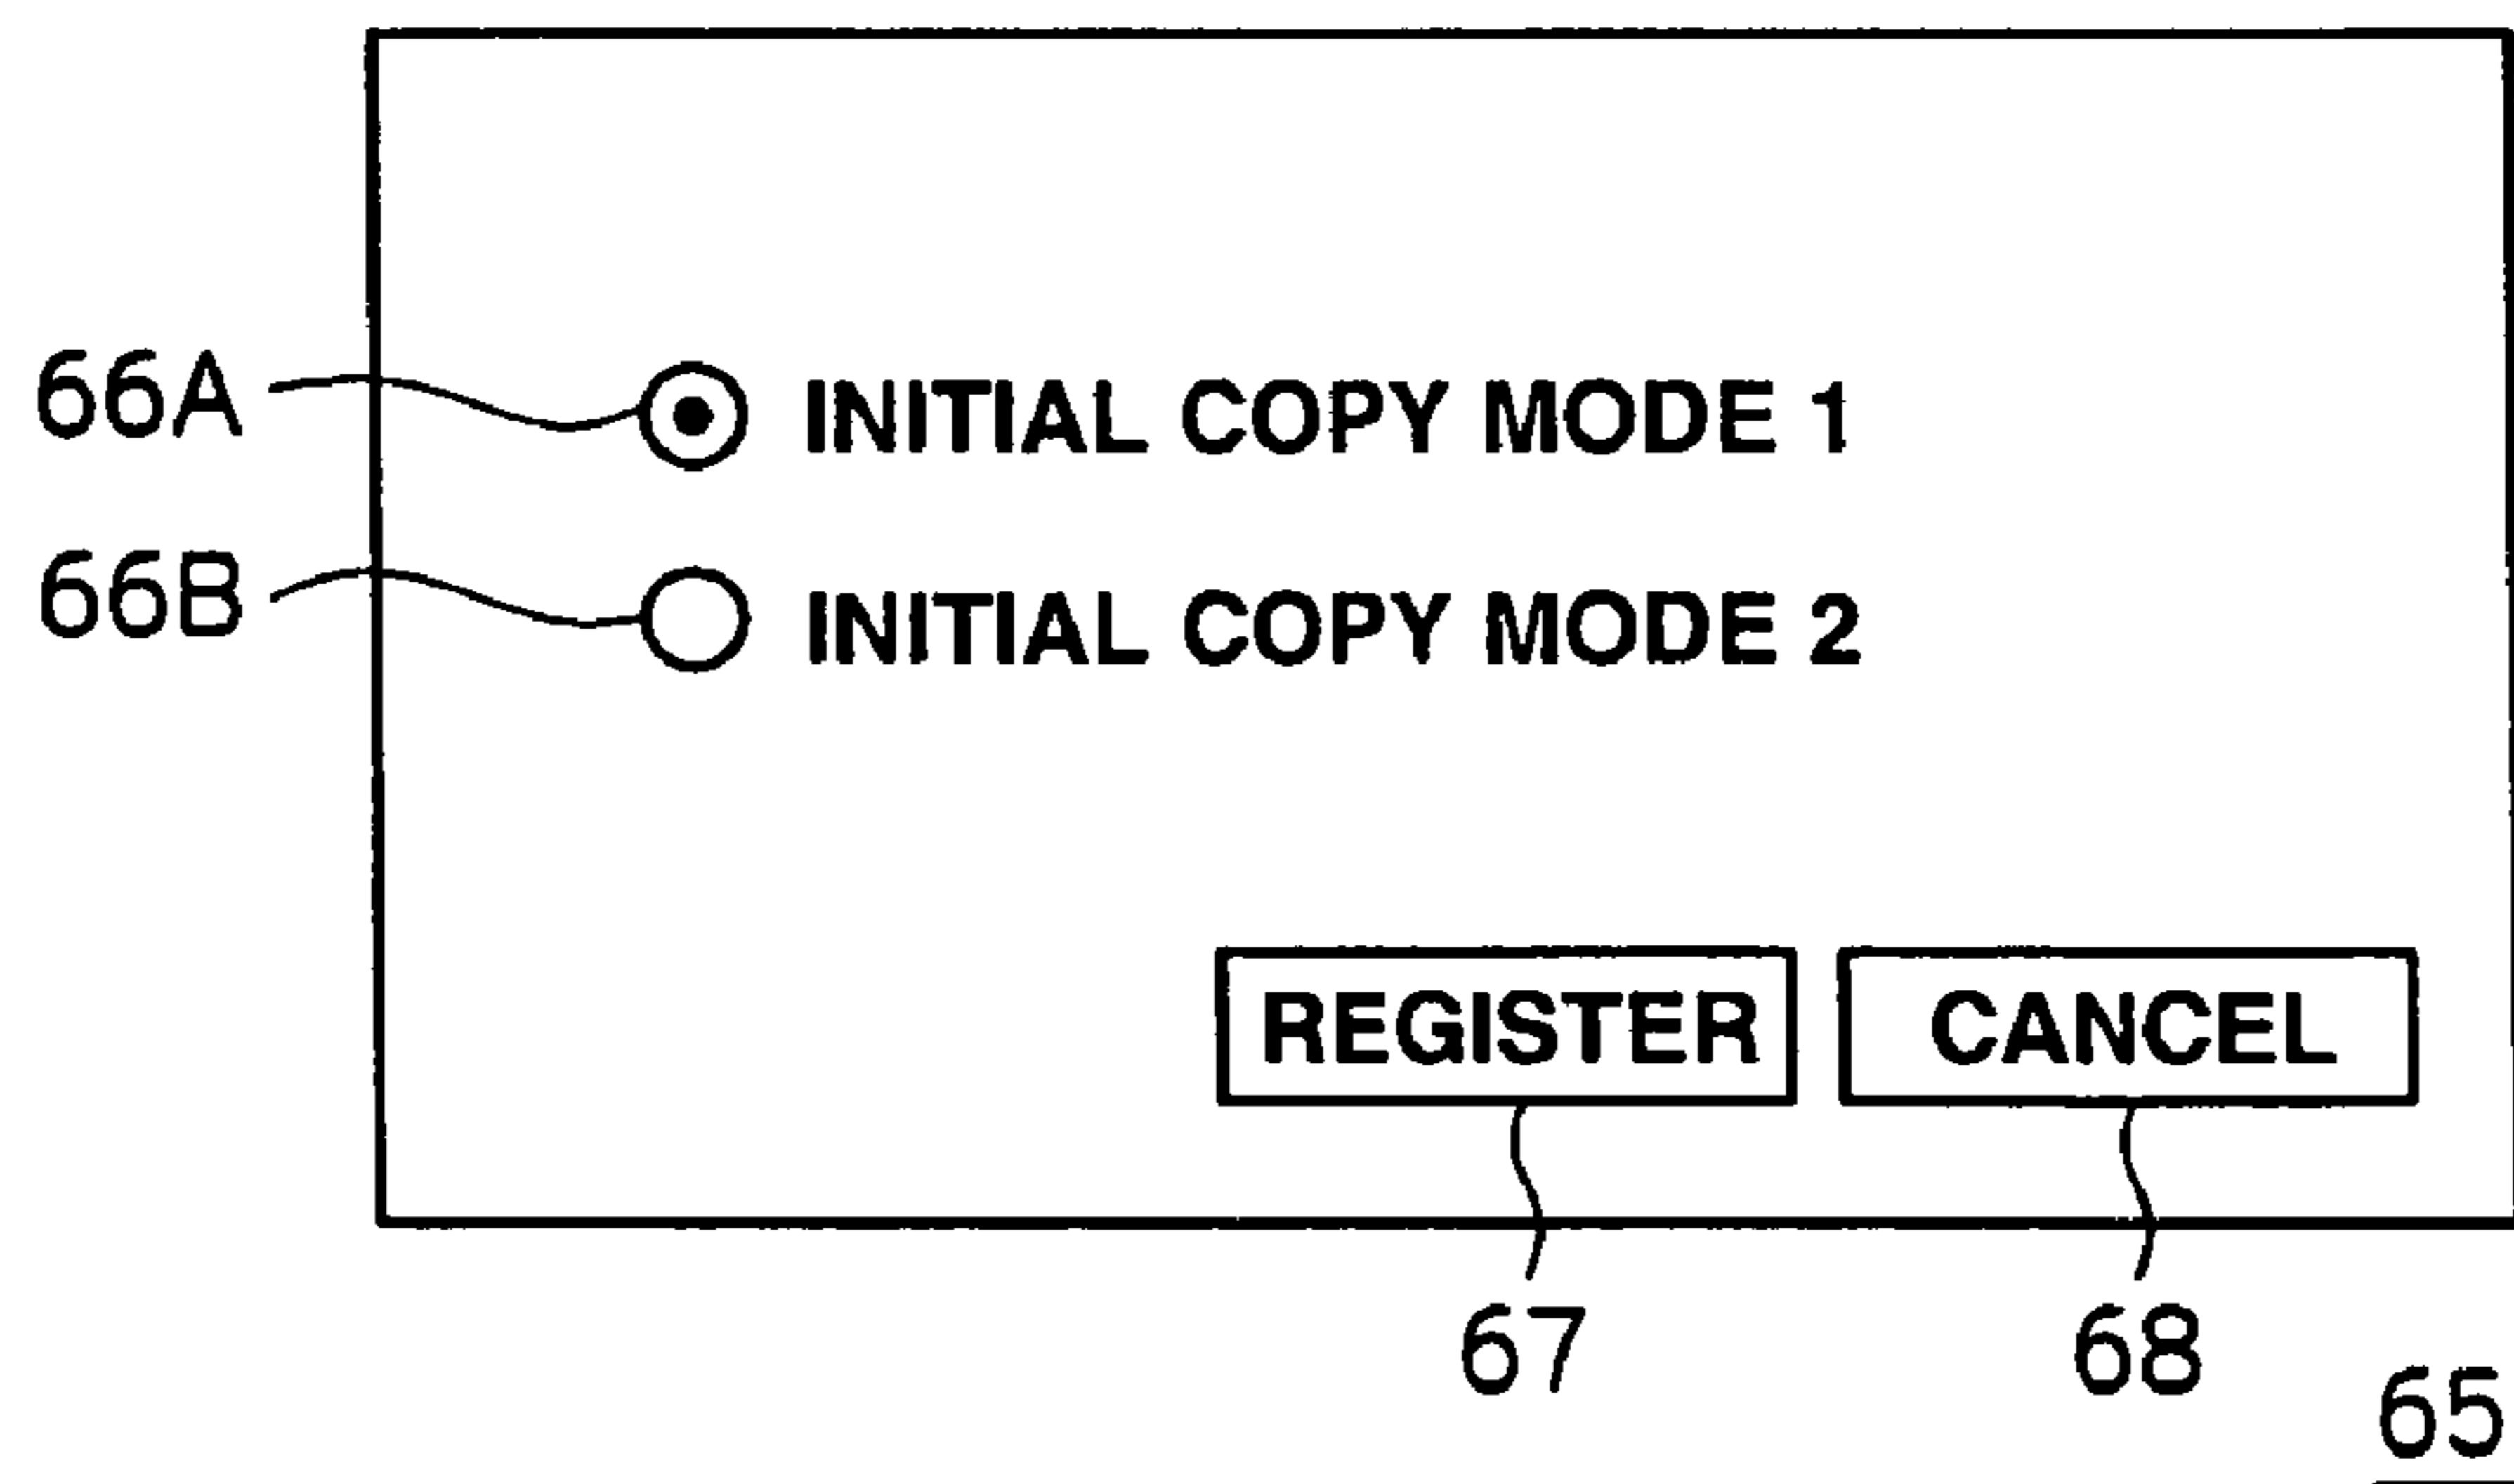 66A INITIAL COPY MODE 1
66B INITIAL COPY MODE 2
REGISTER CANCEL
67 68
65